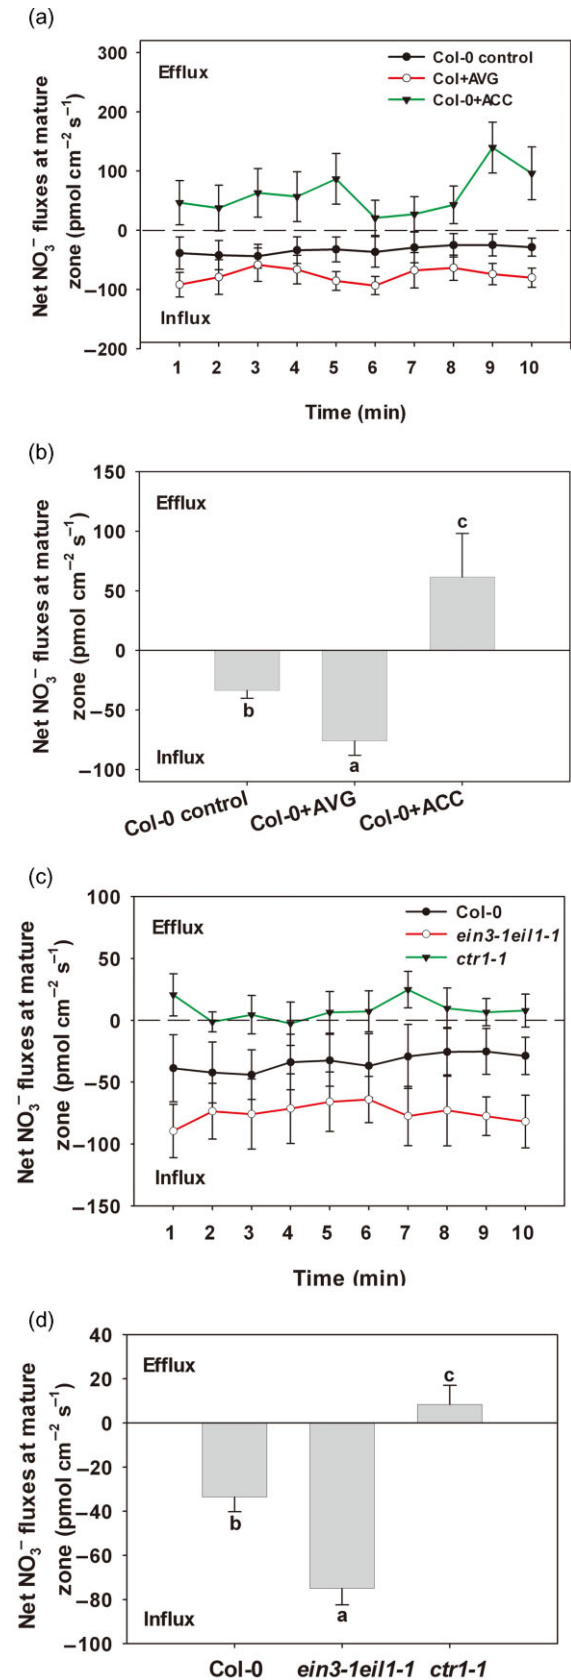 (a)
Net NO₃⁻ fluxes at mature
zone (pmol cm⁻² s⁻¹)
300
200
100
0
−100
−200
Efflux
Influx
Col-0 control
Col+AVG
Col-0+ACC
1 2 3 4 5 6 7 8 9 10
Time (min)
(b)
Net NO₃⁻ fluxes at mature
zone (pmol cm⁻² s⁻¹)
150
100
50
0
−50
−100
Efflux
Influx
b
a
c
Col-0 control
Col-0+AVG
Col-0+ACC
(c)
Net NO₃⁻ fluxes at mature
zone (pmol cm⁻² s⁻¹)
100
50
0
−50
−100
−150
Efflux
Influx
Col-0
ein3-1eil1-1
ctr1-1
1 2 3 4 5 6 7 8 9 10
Time (min)
(d)
Net NO₃⁻ fluxes at mature
zone (pmol cm⁻² s⁻¹)
40
20
0
−20
−40
−60
−80
−100
Efflux
Influx
b
a
c
Col-0 ein3-1eil1-1 ctr1-1